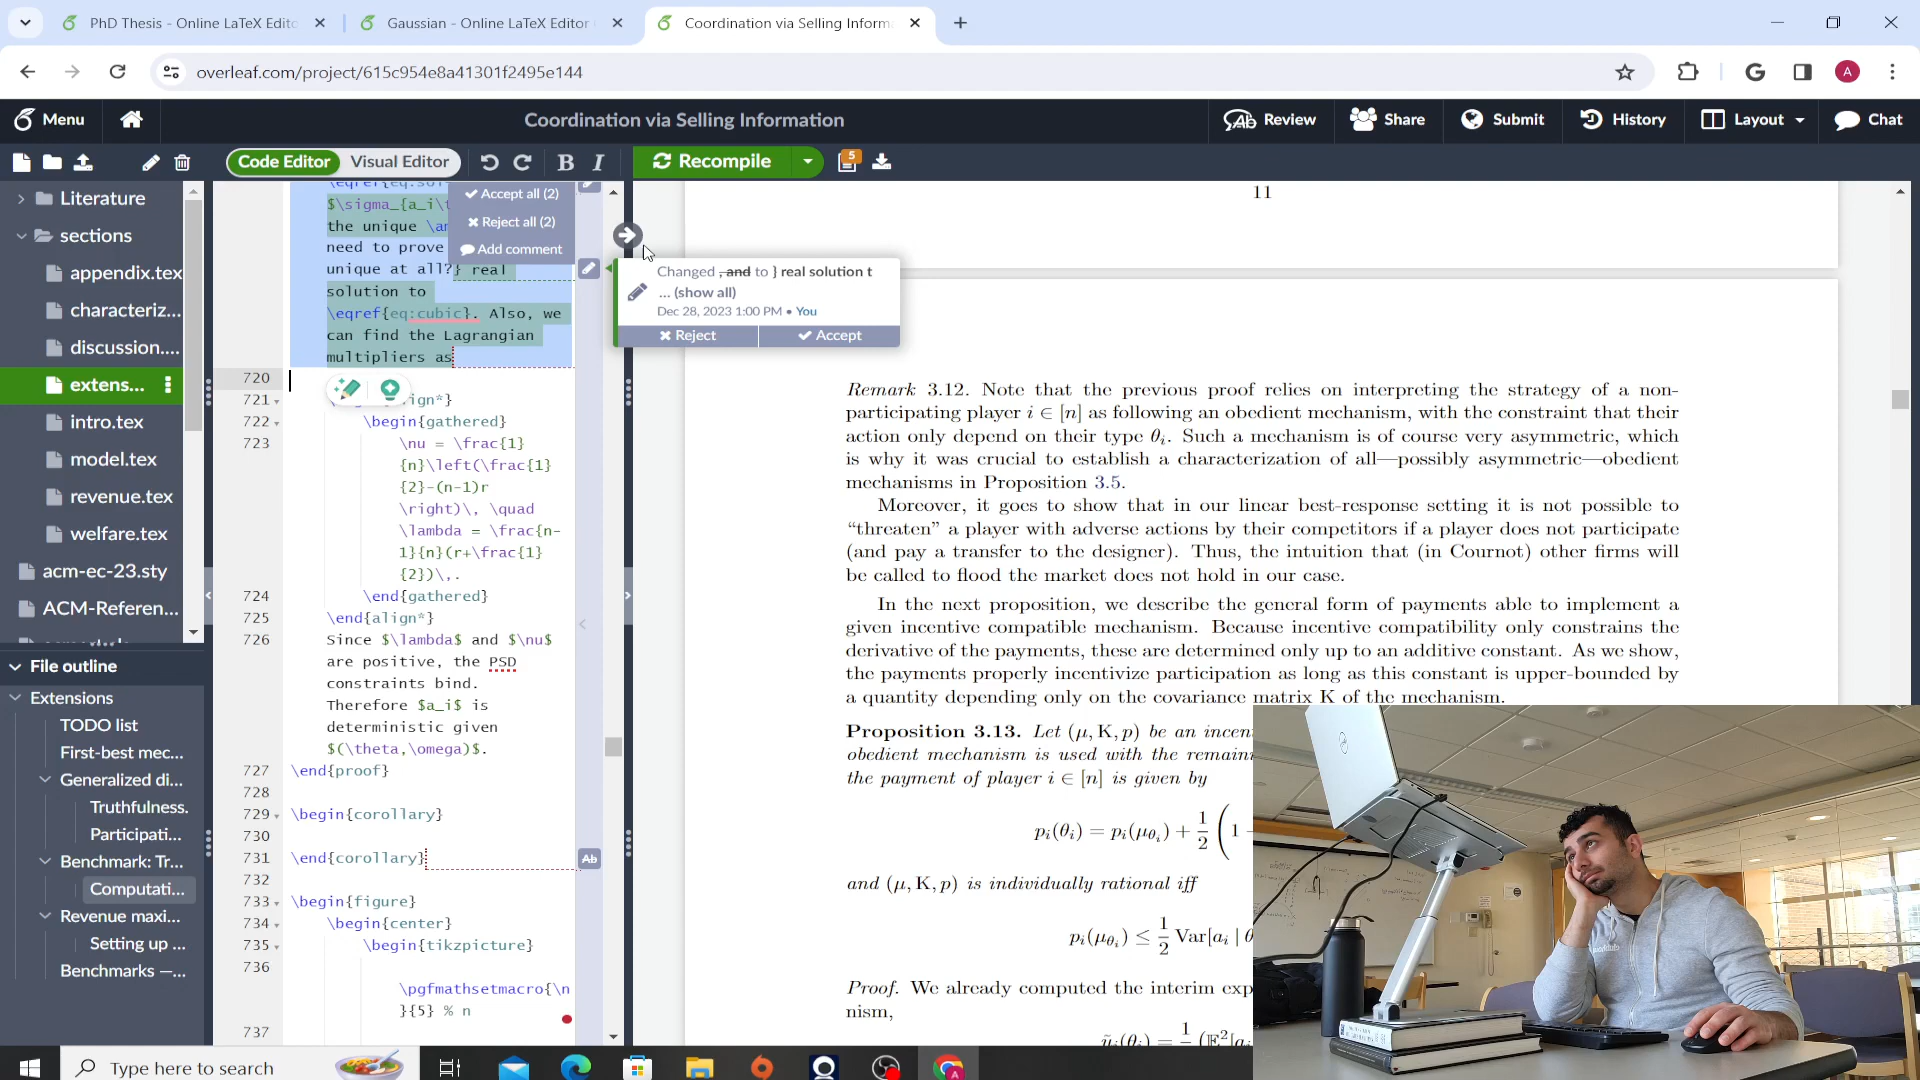 PhD Thesis - Online LaTeX Edito
Gaussian - Online LaTeX Editor
Coordination via Selling Inform
overleaf.com/project/615c954e8a41301f2495e144
A
Menu
Coordination via Selling Information
Review
Share
Submit
History
Layout
Chat
Code Editor
Visual Editor
B
I
Recompile
5
Literature
sections
appendix.tex
characteriz...
discussion....
extens...
intro.tex
model.tex
revenue.tex
welfare.tex
acm-ec-23.sty
ACM-Referen...
File outline
Extensions
TODO list
First-best mec...
Generalized di...
Truthfulness.
Participati...
Benchmark: Tr...
Computati...
Revenue maxi...
Setting up ...
Benchmarks —...
$\sigma_{a_i\t
the unique \am
need to prove
unique at all?} real
solution to
\eqref{eq:cubic}. Also, we
can find the Lagrangian
multipliers as
Accept all (2)
Reject all (2)
Add comment
720
721
ign*}
722 \begin{gathered}
723 \nu = \frac{1}
{n}\left(\frac{1}
{2}-(n-1)r
\right)\, \quad
\lambda = \frac{n-
1}{n}(r+\frac{1}
{2})\,.
724 \end{gathered}
725 \end{align*}
726 Since $\lambda$ and $\nu$
are positive, the PSD
constraints bind.
Therefore $a_i$ is
deterministic given
$(\theta,\omega)$.
727 \end{proof}
728
729 \begin{corollary}
730
731 \end{corollary}
Ab
732
733 \begin{figure}
734 \begin{center}
735 \begin{tikzpicture}
736
\pgfmathsetmacro{\n
}{5} % n
737
Changed , and to } real solution t
... (show all)
Dec 28, 2023 1:00 PM • You
Reject
Accept
11
Remark 3.12. Note that the previous proof relies on interpreting the strategy of a non-
participating player i ∈ [n] as following an obedient mechanism, with the constraint that their
action only depend on their type θi. Such a mechanism is of course very asymmetric, which
is why it was crucial to establish a characterization of all—possibly asymmetric—obedient
mechanisms in Proposition 3.5.
Moreover, it goes to show that in our linear best-response setting it is not possible to
“threaten” a player with adverse actions by their competitors if a player does not participate
(and pay a transfer to the designer). Thus, the intuition that (in Cournot) other firms will
be called to flood the market does not hold in our case.
In the next proposition, we describe the general form of payments able to implement a
given incentive compatible mechanism. Because incentive compatibility only constrains the
derivative of the payments, these are determined only up to an additive constant. As we show,
the payments properly incentivize participation as long as this constant is upper-bounded by
a quantity depending only on the covariance matrix K of the mechanism.
Proposition 3.13. Let (μ, K, p) be an incen
obedient mechanism is used with the remain
the payment of player i ∈ [n] is given by
pi(θi) = pi(μθi) + 1/2 ( 1 −
and (μ, K, p) is individually rational iff
pi(μθi) ≤ 1/2 Var[ai | θ
Proof. We already computed the interim exp
nism,
Type here to search